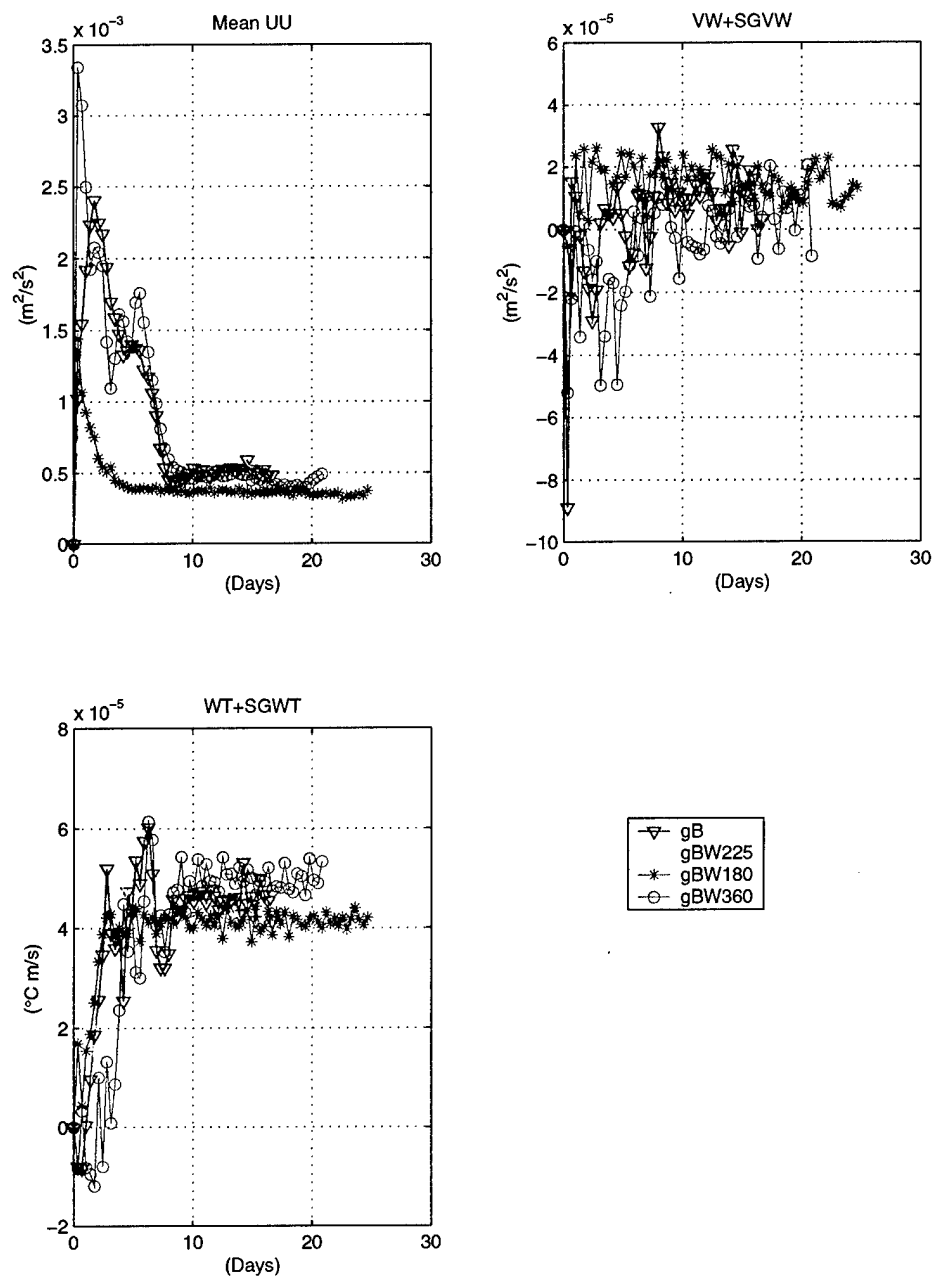 Mean UU
x 10⁻³
3.5
3
2.5
2
1.5
1
0.5
0
(m²/s²)
0 10 20 30
(Days)
VW+SGVW
x 10⁻⁵
6
4
2
0
−2
−4
−6
−8
−10
(m²/s²)
0 10 20 30
(Days)
WT+SGWT
x 10⁻⁵
8
6
4
2
0
−2
(°C m/s)
0 10 20 30
(Days)
gB
gBW225
gBW180
gBW360